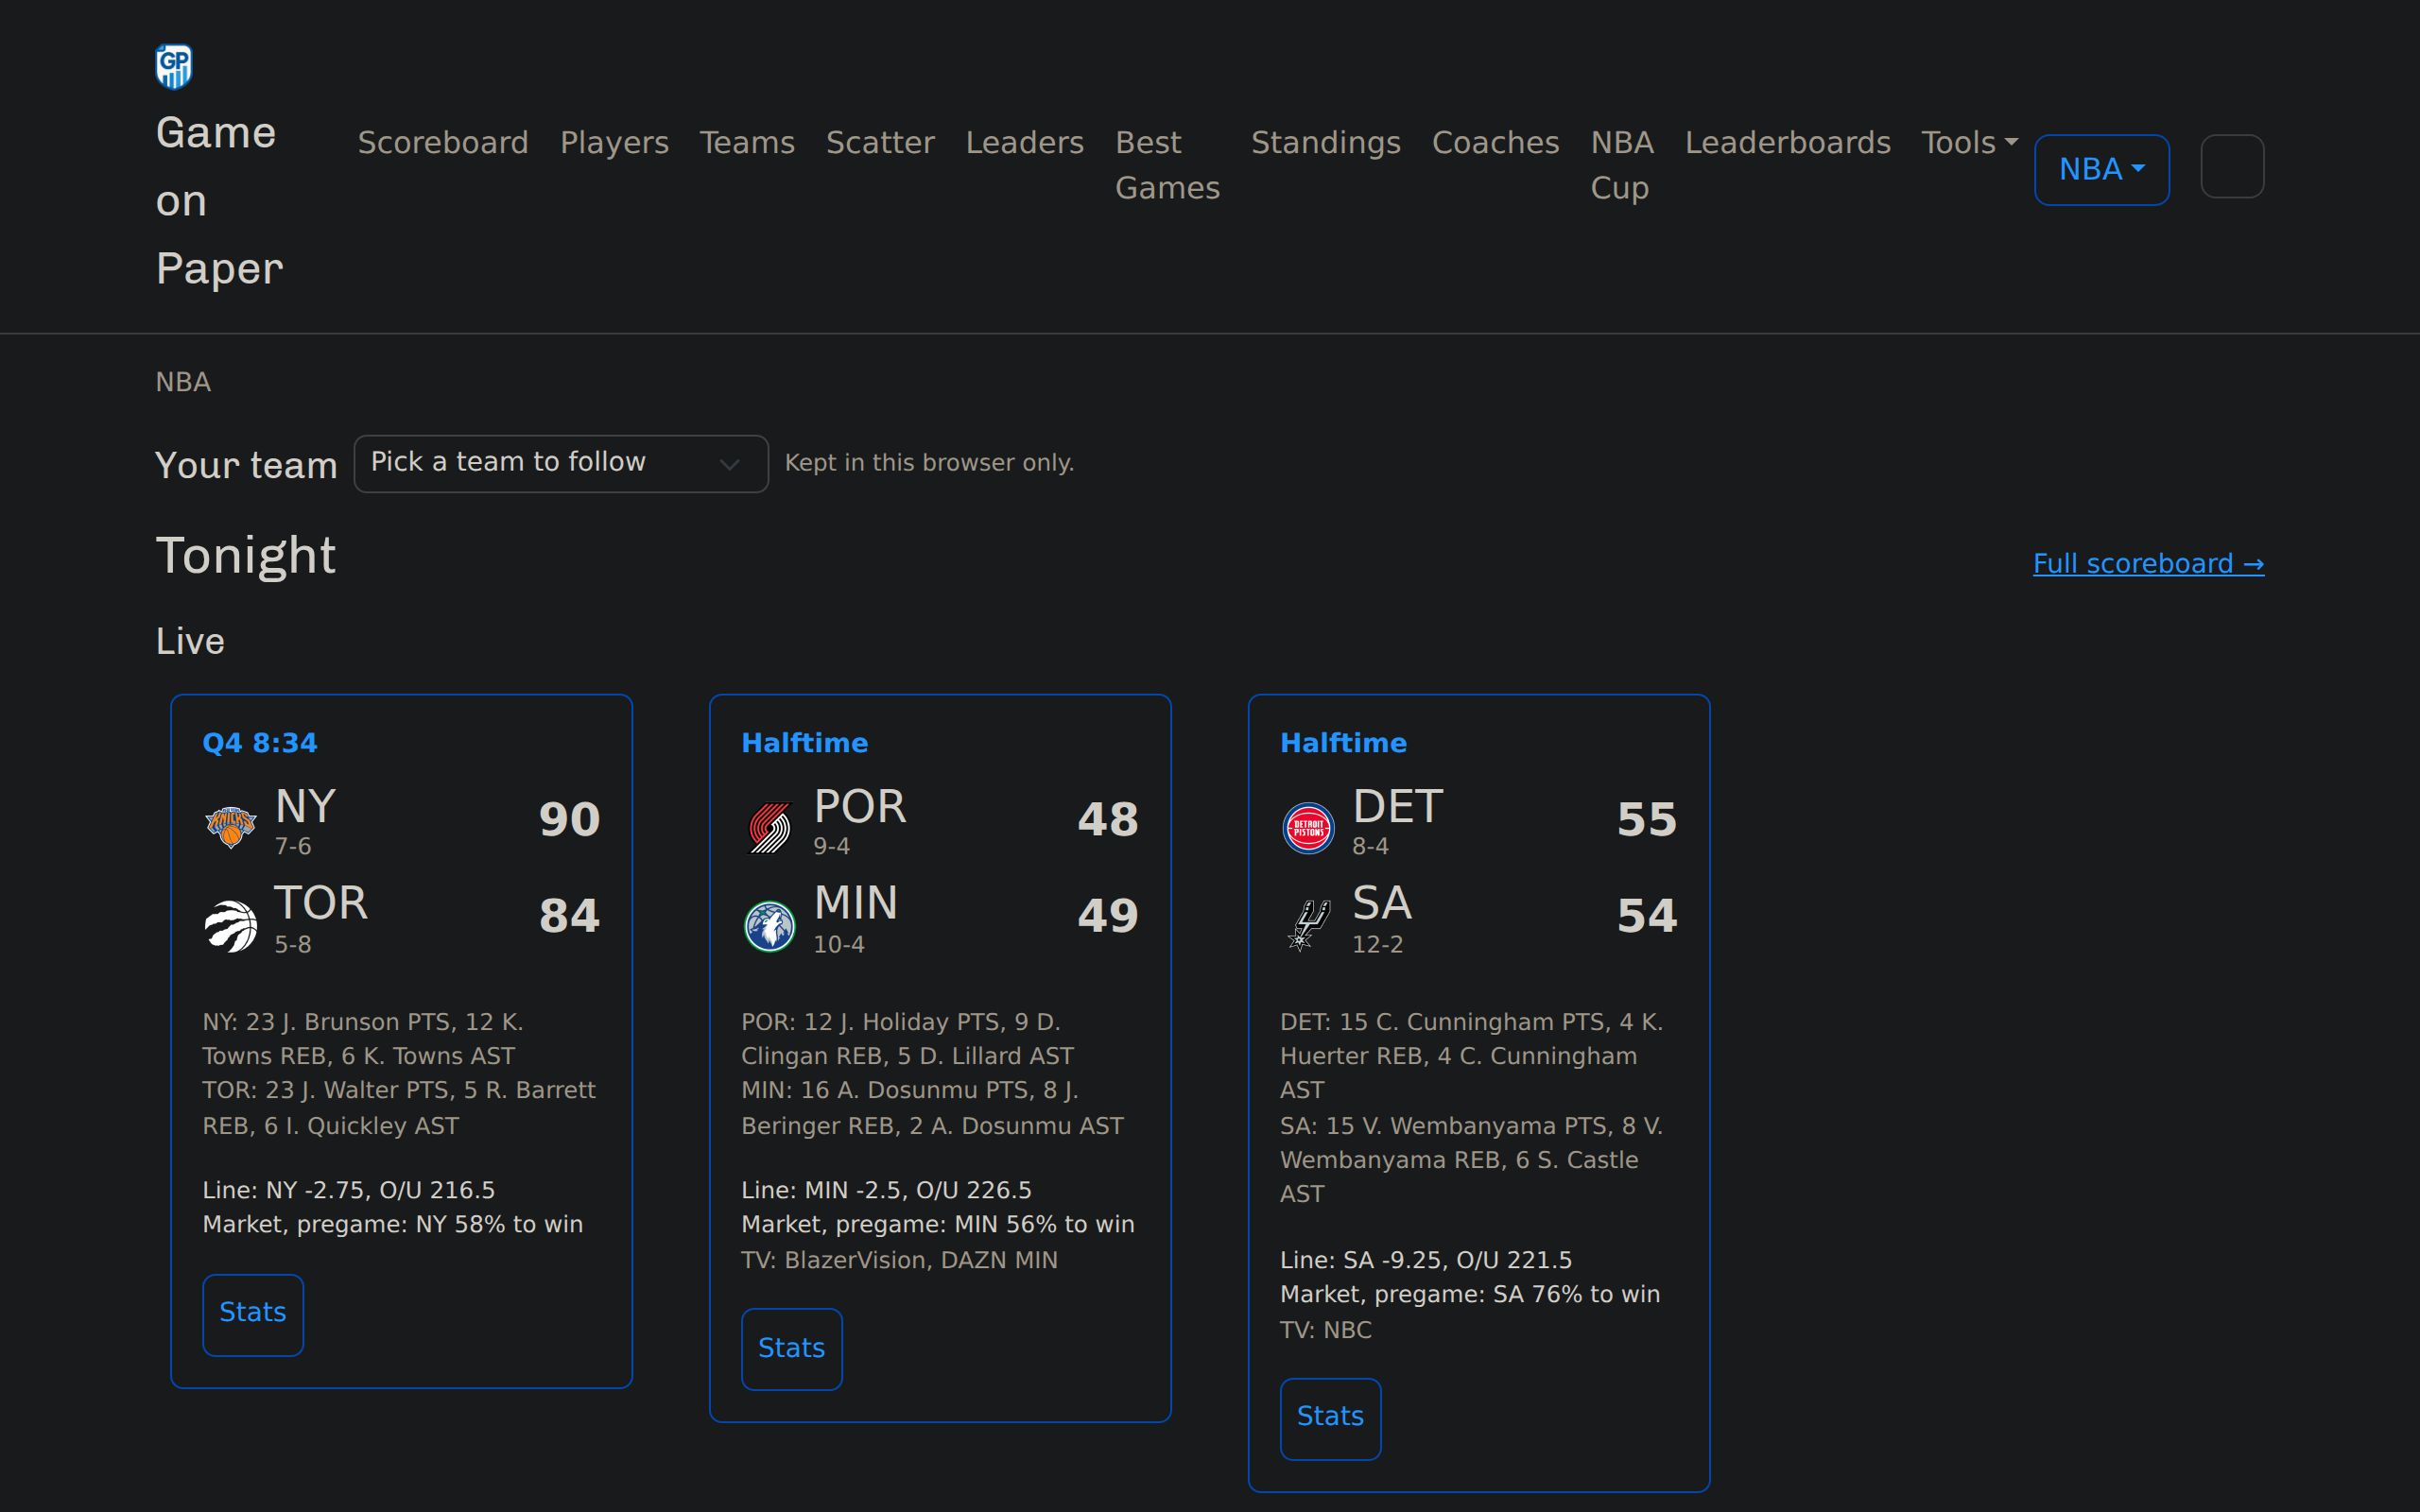 GP
Game
on
Paper
Scoreboard Players Teams Scatter Leaders Best Games Standings Coaches NBA Cup Leaderboards Tools NBA
NBA
Your team Pick a team to follow Kept in this browser only.
Tonight Full scoreboard →
Live
Q4 8:34
KNICKS NY 90
7-6
TOR 84
5-8
NY: 23 J. Brunson PTS, 12 K.
Towns REB, 6 K. Towns AST
TOR: 23 J. Walter PTS, 5 R. Barrett
REB, 6 I. Quickley AST
Line: NY -2.75, O/U 216.5
Market, pregame: NY 58% to win
Stats
Halftime
POR 48
9-4
MIN 49
10-4
POR: 12 J. Holiday PTS, 9 D.
Clingan REB, 5 D. Lillard AST
MIN: 16 A. Dosunmu PTS, 8 J.
Beringer REB, 2 A. Dosunmu AST
Line: MIN -2.5, O/U 226.5
Market, pregame: MIN 56% to win
TV: BlazerVision, DAZN MIN
Stats
Halftime
DETROIT PISTONS DET 55
8-4
SA 54
12-2
DET: 15 C. Cunningham PTS, 4 K.
Huerter REB, 4 C. Cunningham
AST
SA: 15 V. Wembanyama PTS, 8 V.
Wembanyama REB, 6 S. Castle
AST
Line: SA -9.25, O/U 221.5
Market, pregame: SA 76% to win
TV: NBC
Stats